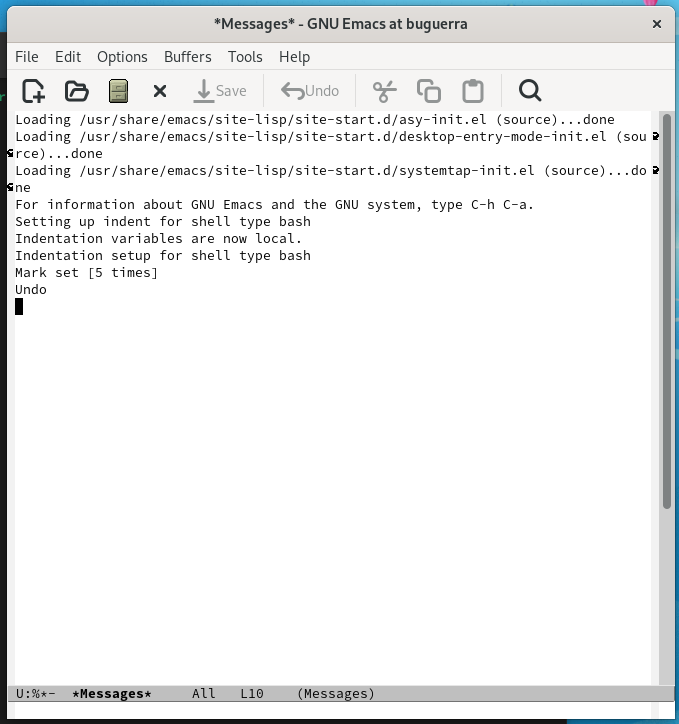 *Messages* - GNU Emacs at buguerra
File Edit Options Buffers Tools Help
Save Undo
Loading /usr/share/emacs/site-lisp/site-start.d/asy-init.el (source)...done
Loading /usr/share/emacs/site-lisp/site-start.d/desktop-entry-mode-init.el (sou
rce)...done
Loading /usr/share/emacs/site-lisp/site-start.d/systemtap-init.el (source)...do
ne
For information about GNU Emacs and the GNU system, type C-h C-a.
Setting up indent for shell type bash
Indentation variables are now local.
Indentation setup for shell type bash
Mark set [5 times]
Undo
U:%*- *Messages* All L10 (Messages)